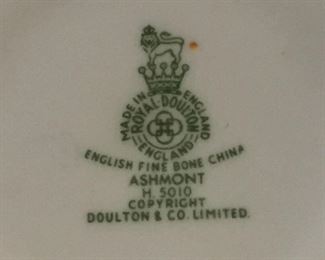 MADE IN ENGLAND
ROYAL·DOULTON
ENGLAND
ENGLISH FINE BONE CHINA
ASHMONT
H. 5010
COPYRIGHT
DOULTON & CO. LIMITED.